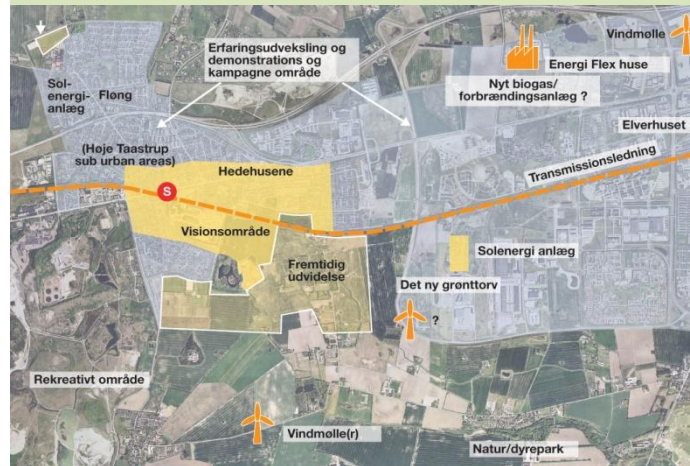 Vindmølle
Erfaringsudveksling og
demonstrations og
kampagne område
Energi Flex huse
Sol-
energi-
anlæg
Fløng
Nyt biogas/
forbrændingsanlæg ?
Elverhuset
(Høje Taastrup
sub urban areas)
Hedehusene
Transmissionsledning
S
Visionsområde
Solenergi anlæg
Fremtidig
udvidelse
Det ny grønttorv
?
Rekreativt område
Vindmølle(r)
Natur/dyrepark